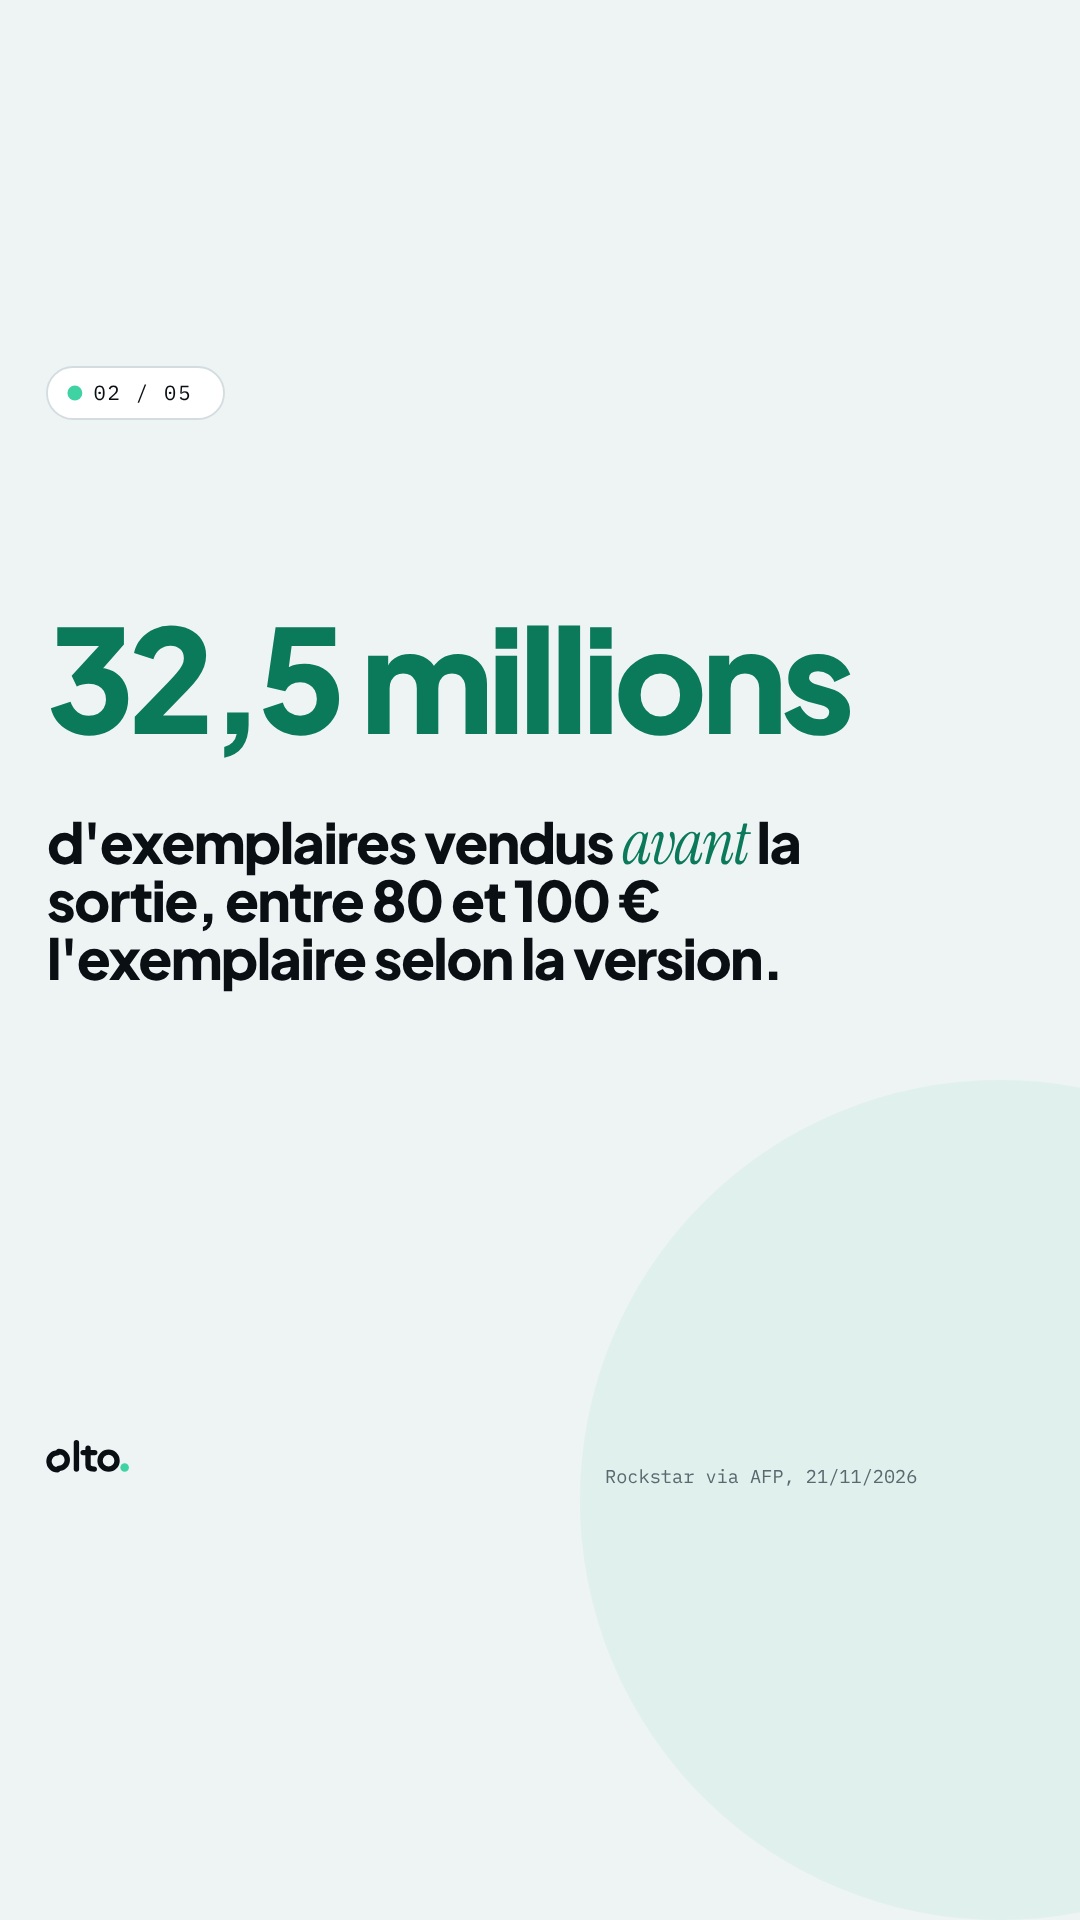 02 / 05
32,5 millions
d'exemplaires vendus avant la
sortie, entre 80 et 100 €
l'exemplaire selon la version.
olto.
Rockstar via AFP, 21/11/2026